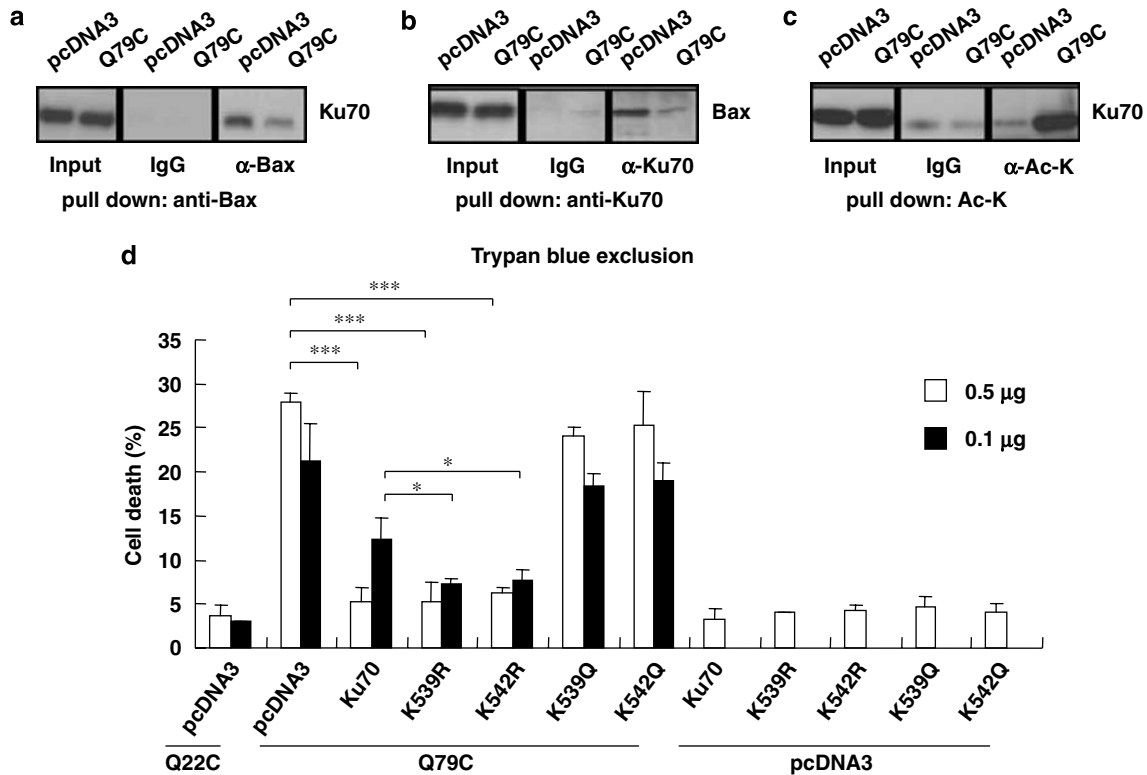 a
pcDNA3 Q79C pcDNA3 Q79C pcDNA3 Q79C
Ku70
Input IgG α-Bax
pull down: anti-Bax
b
pcDNA3 Q79C pcDNA3 Q79C pcDNA3 Q79C
Bax
Input IgG α-Ku70
pull down: anti-Ku70
c
pcDNA3 Q79C pcDNA3 Q79C pcDNA3 Q79C
Ku70
Input IgG α-Ac-K
pull down: Ac-K
d
Trypan blue exclusion
***
***
***
*
*
35
30
25
20
15
10
5
0
Cell death (%)
0.5 μg
0.1 μg
pcDNA3 pcDNA3 Ku70 K539R K542R K539Q K542Q Ku70 K539R K542R K539Q K542Q
Q22C Q79C pcDNA3